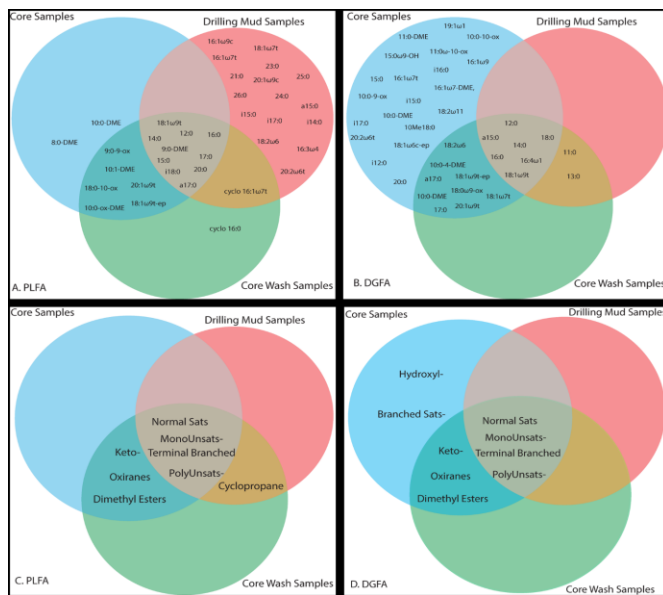 Core Samples
Drilling Mud Samples
16:1ω9c
18:1ω7t
16:1ω7t
23:0
21:0
20:1ω9c
25:0
26:0
24:0
a15:0
i15:0
i17:0
i14:0
18:2ω6
16:3ω4
20:2ω6t
10:0-DME
8:0-DME
18:1ω9t
12:0
16:0
14:0
9:0-DME
15:0
17:0
i18:0
20:0
a17:0
9:0-9-ox
10:1-DME
18:0-10-ox
20:1ω9t
10:0-ox-DME
18:1ω9t-ep
cyclo 16:1ω7t
cyclo 16:0
A. PLFA
Core Wash Samples
Core Samples
Drilling Mud Samples
19:1ω1
11:0-DME
10:0-10-ox
15:0ω9-OH
11:0ω-10-ox
16:1ω9
i16:0
15:0
16:1ω7t
16:1ω7-DME,
10:0-9-ox
i15:0
10:0-DME
18:2ω11
i17:0
10Me18:0
20:2ω6t
18:1ω6c-ep
18:2ω6
i12:0
10:0-4-DME
20:0
a17:0
18:1ω9t-ep
18:0ω9-ox
10:0-DME
18:1ω7t
20:1ω9t
17:0
12:0
a15:0
18:0
14:0
16:0
16:4ω1
18:1ω9t
11:0
13:0
B. DGFA
Core Wash Samples
Core Samples
Drilling Mud Samples
Normal Sats
MonoUnsats-
Terminal Branched
Keto-
PolyUnsats-
Oxiranes
Cyclopropane
Dimethyl Esters
C. PLFA
Core Wash Samples
Core Samples
Drilling Mud Samples
Hydroxyl-
Branched Sats-
Normal Sats
MonoUnsats-
Keto-
Terminal Branched
Oxiranes
PolyUnsats-
Dimethyl Esters
D. DGFA
Core Wash Samples